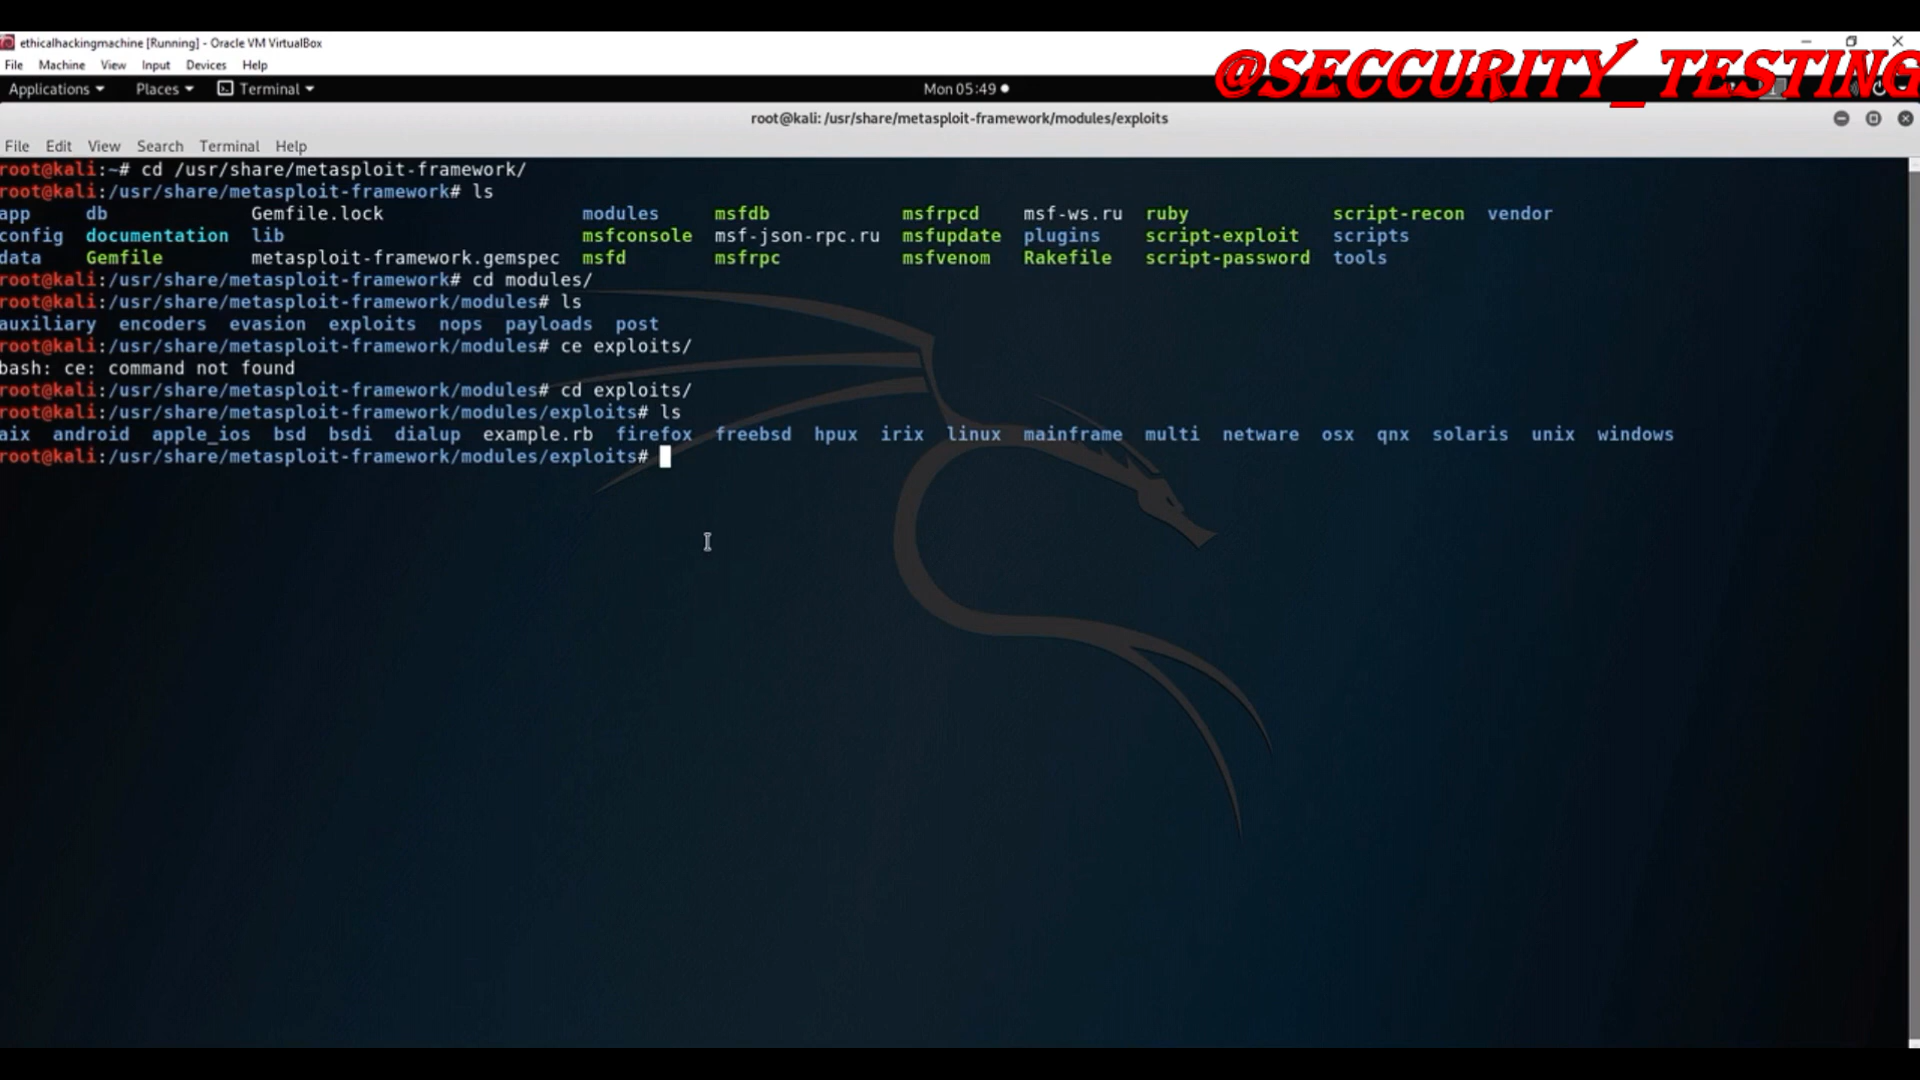 ethicalhackingmachine [Running] - Oracle VM VirtualBox
File Machine View Input Devices Help
@SECCURITY_TESTING
Applications Places Terminal Mon 05:49
root@kali: /usr/share/metasploit-framework/modules/exploits
File Edit View Search Terminal Help
root@kali:~# cd /usr/share/metasploit-framework/
root@kali:/usr/share/metasploit-framework# ls
app db Gemfile.lock modules msfdb msfrpcd msf-ws.ru ruby script-recon vendor
config documentation lib msfconsole msf-json-rpc.ru msfupdate plugins script-exploit scripts
data Gemfile metasploit-framework.gemspec msfd msfrpc msfvenom Rakefile script-password tools
root@kali:/usr/share/metasploit-framework# cd modules/
root@kali:/usr/share/metasploit-framework/modules# ls
auxiliary encoders evasion exploits nops payloads post
root@kali:/usr/share/metasploit-framework/modules# ce exploits/
bash: ce: command not found
root@kali:/usr/share/metasploit-framework/modules# cd exploits/
root@kali:/usr/share/metasploit-framework/modules/exploits# ls
aix android apple_ios bsd bsdi dialup example.rb firefox freebsd hpux irix linux mainframe multi netware osx qnx solaris unix windows
root@kali:/usr/share/metasploit-framework/modules/exploits#